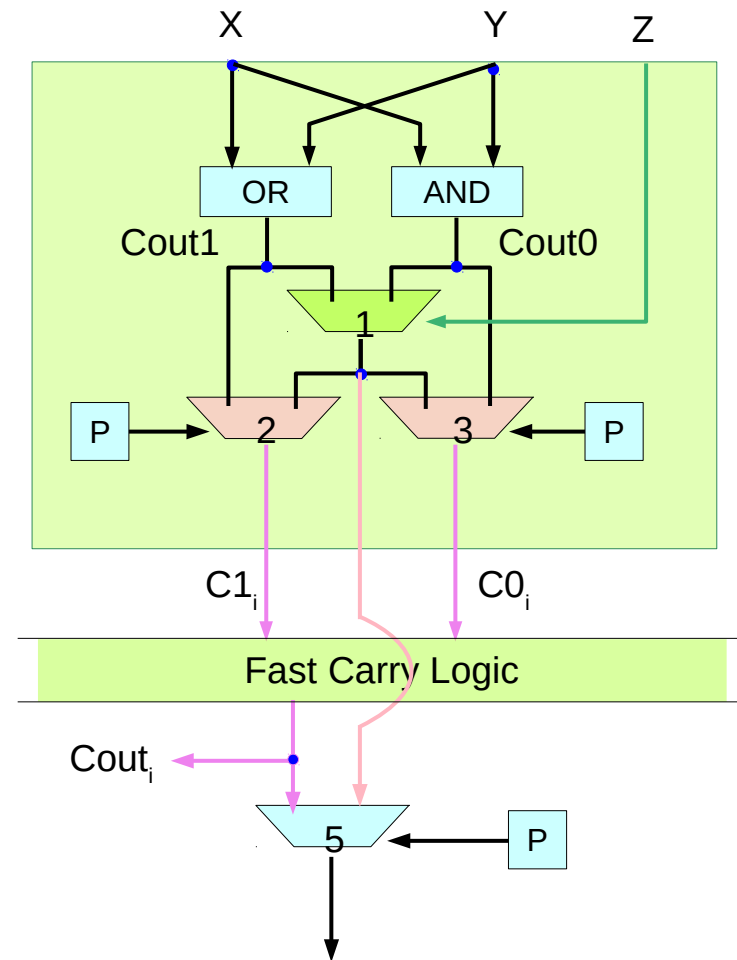 X Y Z
OR AND
Cout1 Cout0
1
P 2 3 P
C1i C0i
Fast Carry Logic
Couti
5 P